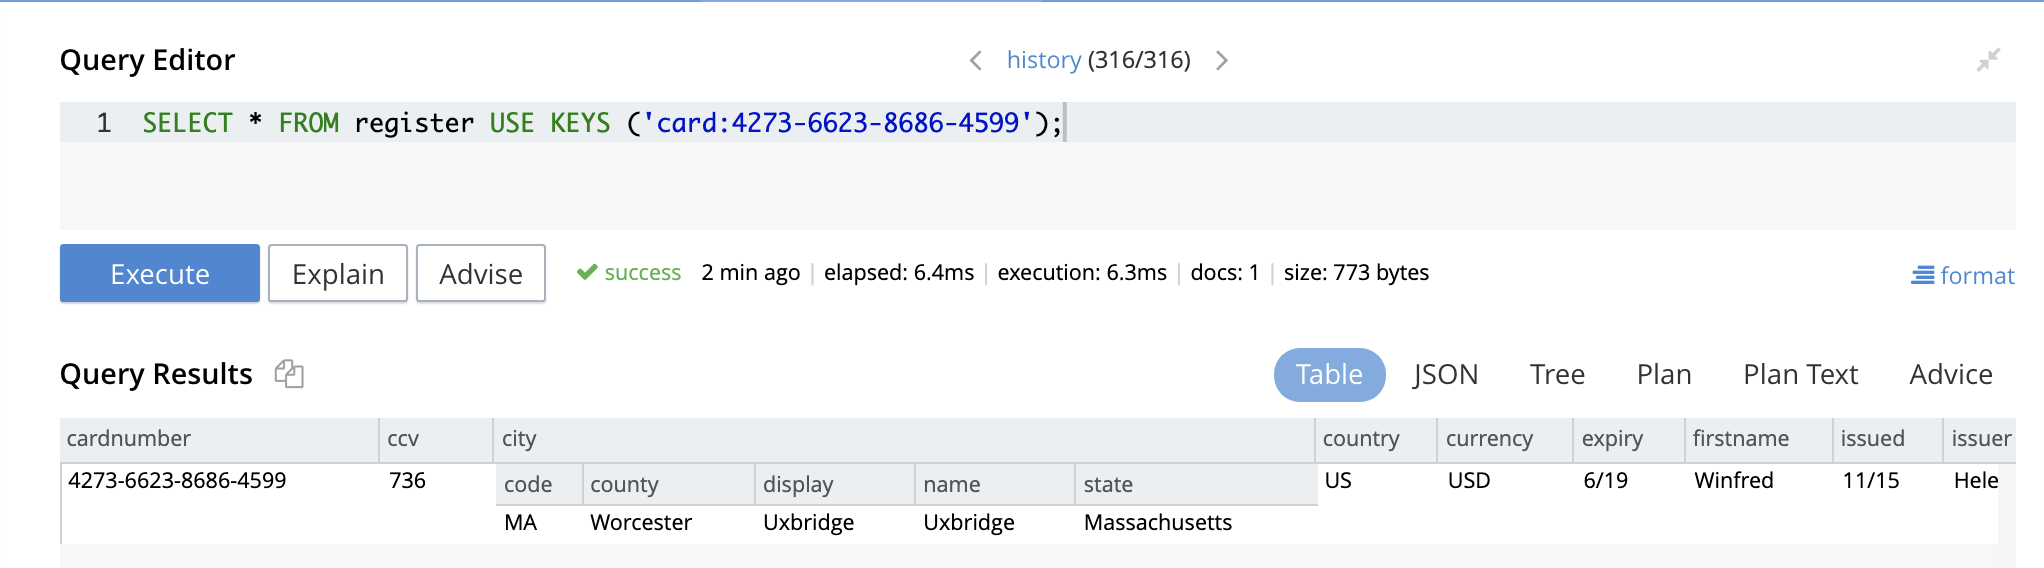 Query Editor
history (316/316)
1 SELECT * FROM register USE KEYS ('card:4273-6623-8686-4599');
Execute Explain Advise success 2 min ago elapsed: 6.4ms execution: 6.3ms docs: 1 size: 773 bytes format
Query Results Table JSON Tree Plan Plan Text Advice
cardnumber ccv city country currency expiry firstname issued issuer
4273-6623-8686-4599 736 code county display name state US USD 6/19 Winfred 11/15 Hele
MA Worcester Uxbridge Uxbridge Massachusetts